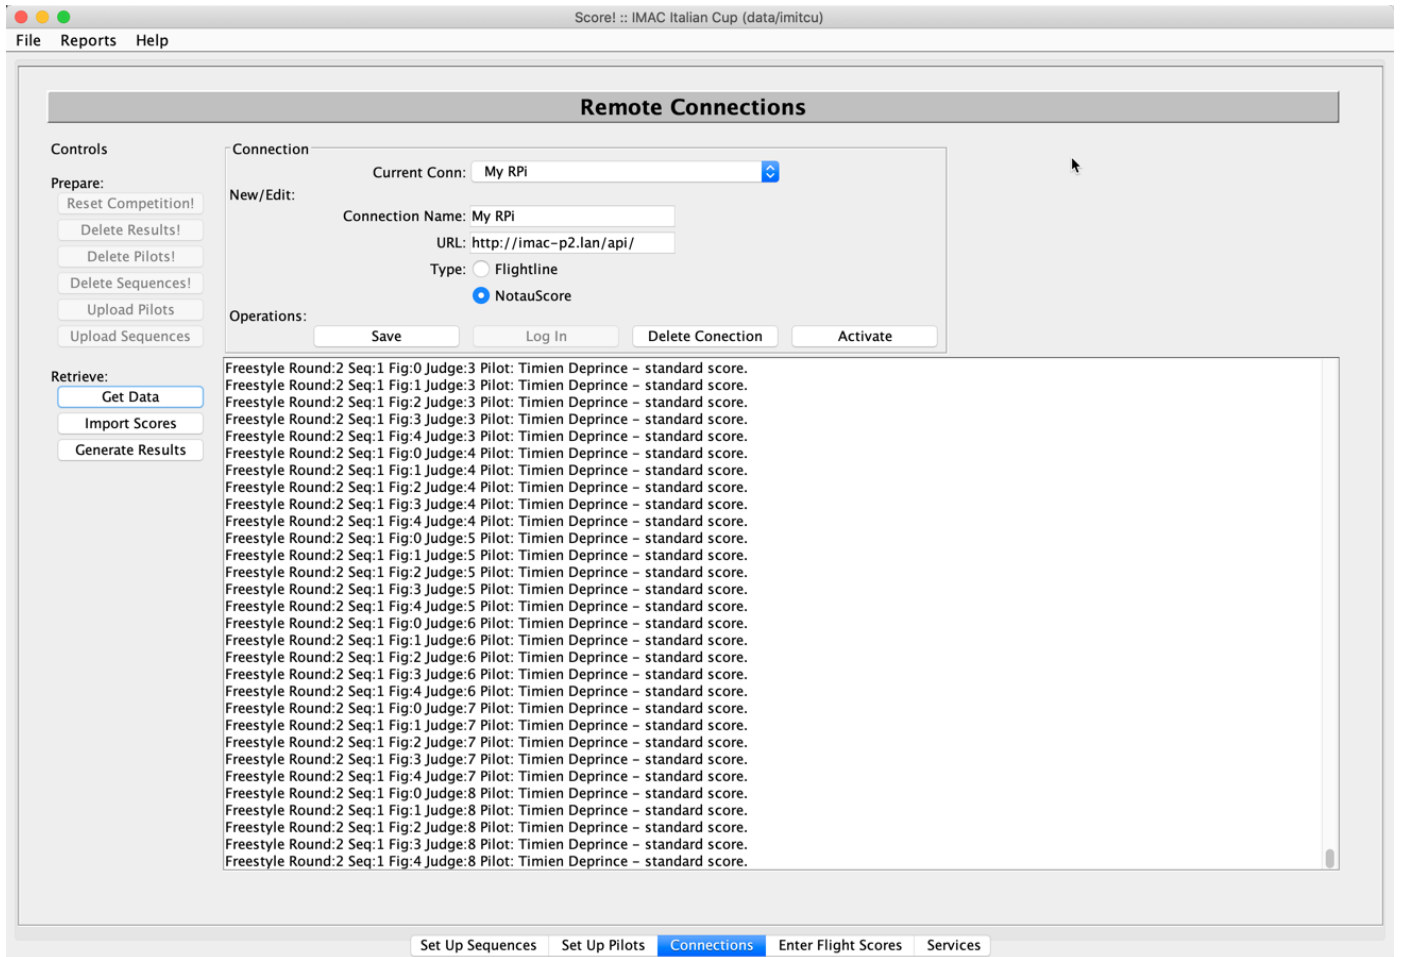 Score! :: IMAC Italian Cup (data/imitcu)
File Reports Help
Remote Connections
Controls
Prepare:
Reset Competition!
Delete Results!
Delete Pilots!
Delete Sequences!
Upload Pilots
Upload Sequences
Retrieve:
Get Data
Import Scores
Generate Results
Connection
Current Conn: My RPi
New/Edit:
Connection Name: My RPi
URL: http://imac-p2.lan/api/
Type: Flightline
NotauScore
Operations:
Save Log In Delete Conection Activate
Freestyle Round:2 Seq:1 Fig:0 Judge:3 Pilot: Timien Deprince – standard score.
Freestyle Round:2 Seq:1 Fig:1 Judge:3 Pilot: Timien Deprince – standard score.
Freestyle Round:2 Seq:1 Fig:2 Judge:3 Pilot: Timien Deprince – standard score.
Freestyle Round:2 Seq:1 Fig:3 Judge:3 Pilot: Timien Deprince – standard score.
Freestyle Round:2 Seq:1 Fig:4 Judge:3 Pilot: Timien Deprince – standard score.
Freestyle Round:2 Seq:1 Fig:0 Judge:4 Pilot: Timien Deprince – standard score.
Freestyle Round:2 Seq:1 Fig:1 Judge:4 Pilot: Timien Deprince – standard score.
Freestyle Round:2 Seq:1 Fig:2 Judge:4 Pilot: Timien Deprince – standard score.
Freestyle Round:2 Seq:1 Fig:3 Judge:4 Pilot: Timien Deprince – standard score.
Freestyle Round:2 Seq:1 Fig:4 Judge:4 Pilot: Timien Deprince – standard score.
Freestyle Round:2 Seq:1 Fig:0 Judge:5 Pilot: Timien Deprince – standard score.
Freestyle Round:2 Seq:1 Fig:1 Judge:5 Pilot: Timien Deprince – standard score.
Freestyle Round:2 Seq:1 Fig:2 Judge:5 Pilot: Timien Deprince – standard score.
Freestyle Round:2 Seq:1 Fig:3 Judge:5 Pilot: Timien Deprince – standard score.
Freestyle Round:2 Seq:1 Fig:4 Judge:5 Pilot: Timien Deprince – standard score.
Freestyle Round:2 Seq:1 Fig:0 Judge:6 Pilot: Timien Deprince – standard score.
Freestyle Round:2 Seq:1 Fig:1 Judge:6 Pilot: Timien Deprince – standard score.
Freestyle Round:2 Seq:1 Fig:2 Judge:6 Pilot: Timien Deprince – standard score.
Freestyle Round:2 Seq:1 Fig:3 Judge:6 Pilot: Timien Deprince – standard score.
Freestyle Round:2 Seq:1 Fig:4 Judge:6 Pilot: Timien Deprince – standard score.
Freestyle Round:2 Seq:1 Fig:0 Judge:7 Pilot: Timien Deprince – standard score.
Freestyle Round:2 Seq:1 Fig:1 Judge:7 Pilot: Timien Deprince – standard score.
Freestyle Round:2 Seq:1 Fig:2 Judge:7 Pilot: Timien Deprince – standard score.
Freestyle Round:2 Seq:1 Fig:3 Judge:7 Pilot: Timien Deprince – standard score.
Freestyle Round:2 Seq:1 Fig:4 Judge:7 Pilot: Timien Deprince – standard score.
Freestyle Round:2 Seq:1 Fig:0 Judge:8 Pilot: Timien Deprince – standard score.
Freestyle Round:2 Seq:1 Fig:1 Judge:8 Pilot: Timien Deprince – standard score.
Freestyle Round:2 Seq:1 Fig:2 Judge:8 Pilot: Timien Deprince – standard score.
Freestyle Round:2 Seq:1 Fig:3 Judge:8 Pilot: Timien Deprince – standard score.
Freestyle Round:2 Seq:1 Fig:4 Judge:8 Pilot: Timien Deprince – standard score.
Set Up Sequences Set Up Pilots Connections Enter Flight Scores Services